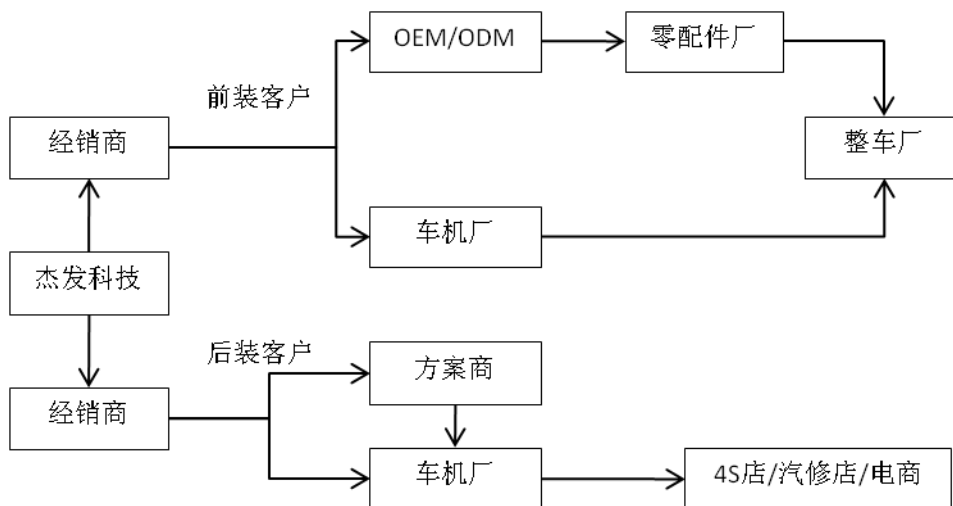 OEM/ODM
零配件厂
前装客户
经销商
整车厂
车机厂
杰发科技
后装客户
方案商
经销商
车机厂
4S店/汽修店/电商